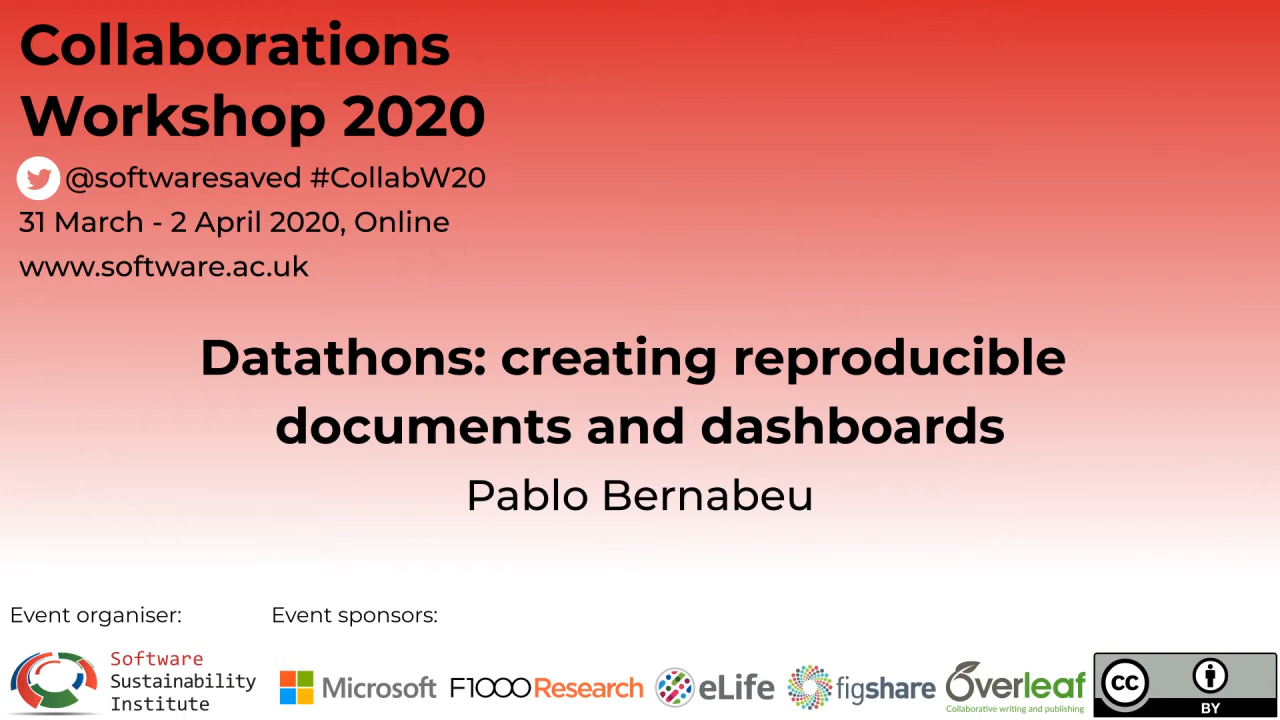 Collaborations
Workshop 2020
@softwaresaved #CollabW20
31 March - 2 April 2020, Online
www.software.ac.uk
Datathons: creating reproducible
documents and dashboards
Pablo Bernabeu
Event organiser:
Event sponsors:
Software
Sustainability
Institute
Microsoft
F1000Research
eLife
figshare
Overleaf
Collaborative writing and publishing
cc
BY